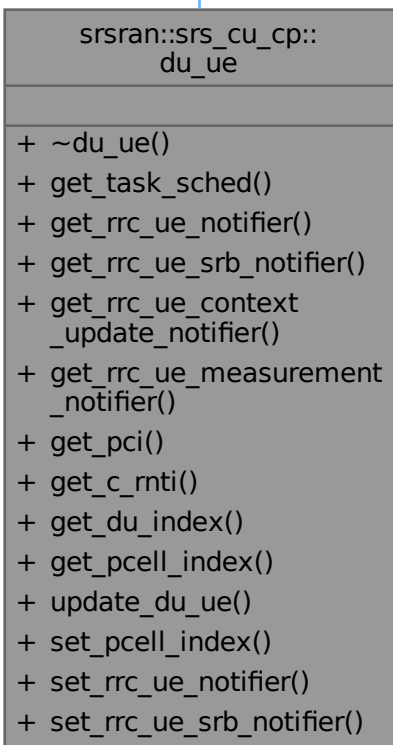 srsran::srs_cu_cp::
du_ue
+ ~du_ue()
+ get_task_sched()
+ get_rrc_ue_notifier()
+ get_rrc_ue_srb_notifier()
+ get_rrc_ue_context
_update_notifier()
+ get_rrc_ue_measurement
_notifier()
+ get_pci()
+ get_c_rnti()
+ get_du_index()
+ get_pcell_index()
+ update_du_ue()
+ set_pcell_index()
+ set_rrc_ue_notifier()
+ set_rrc_ue_srb_notifier()